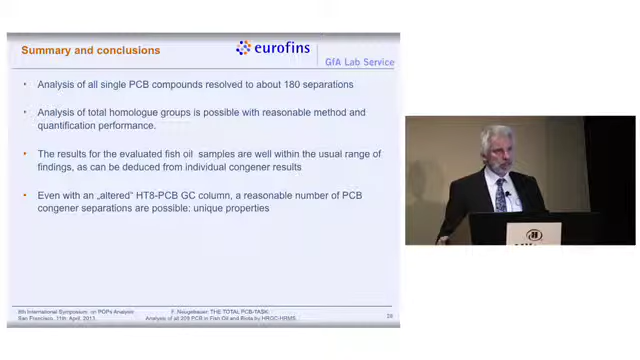 Summary and conclusions
eurofins
GfA Lab Service
• Analysis of all single PCB compounds resolved to about 180 separations
• Analysis of total homologue groups is possible with reasonable method and
quantification performance.
• The results for the evaluated fish oil samples are well within the usual range of
findings, as can be deduced from individual congener results
• Even with an „altered" HT8-PCB GC column, a reasonable number of PCB
congener separations are possible: unique properties
8th International Symposium on POPs Analysis
San Francisco, 11th April, 2013.
F. Neugebauer: THE TOTAL PCB-TASK:
Analysis of all 209 PCB in Fish Oil and Biota by HRGC-HRMS